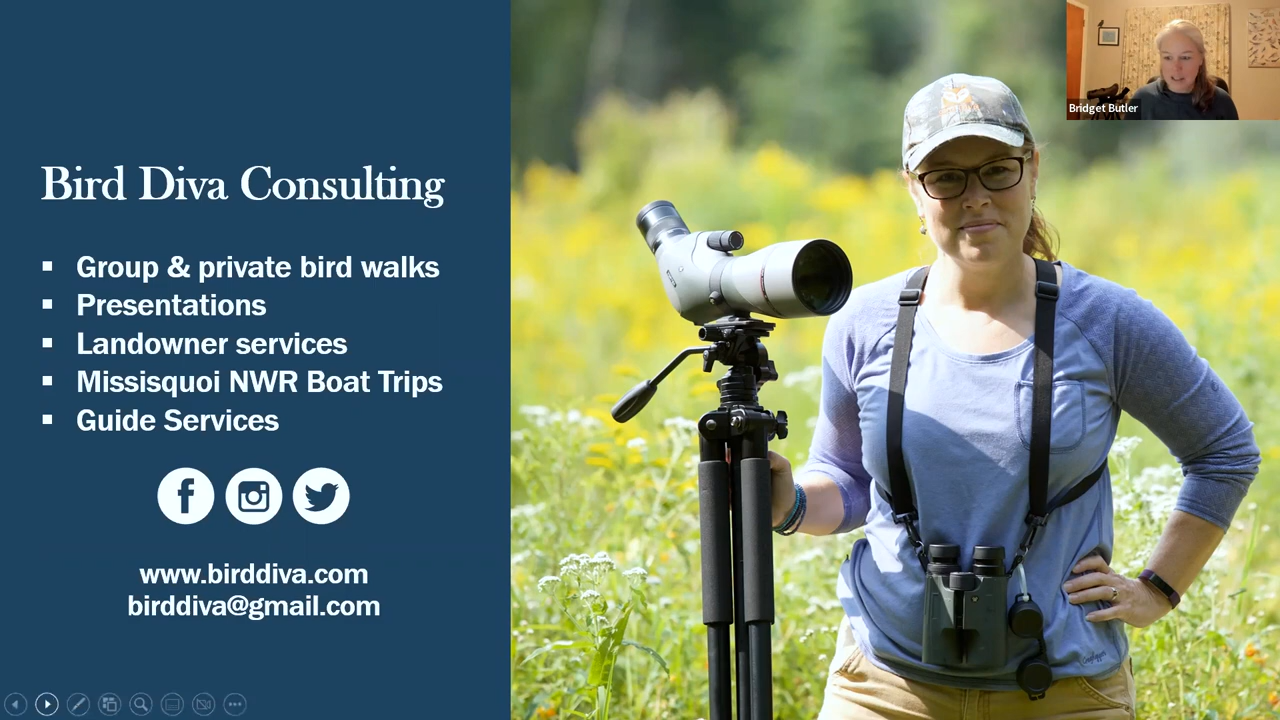 Bridget Butler
Bird Diva Consulting
Group & private bird walks
Presentations
Landowner services
Missisquoi NWR Boat Trips
Guide Services
www.birddiva.com
birddiva@gmail.com